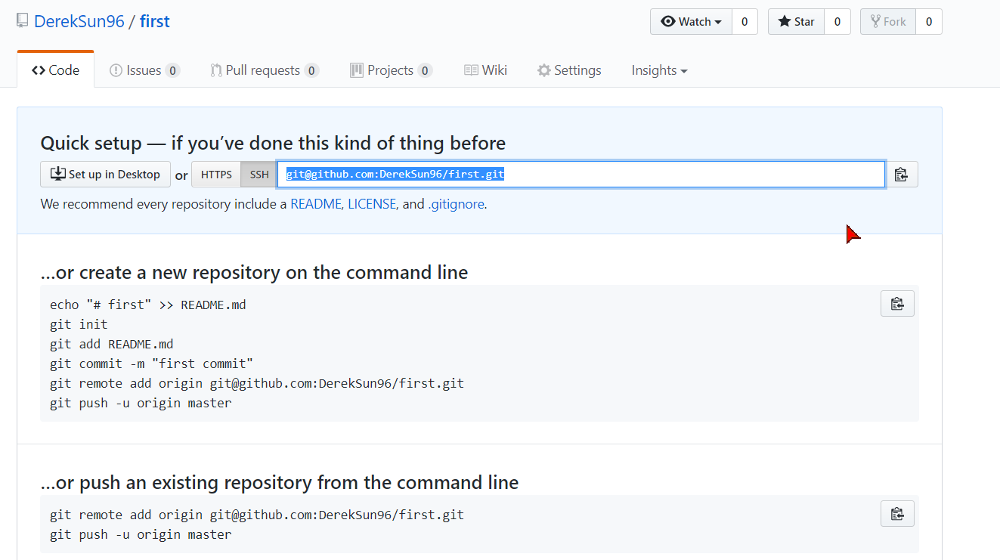 DerekSun96 / first
Watch 0 Star 0 Fork 0
Code Issues 0 Pull requests 0 Projects 0 Wiki Settings Insights
Quick setup — if you’ve done this kind of thing before
Set up in Desktop or HTTPS SSH git@github.com:DerekSun96/first.git
We recommend every repository include a README, LICENSE, and .gitignore.
…or create a new repository on the command line
echo "# first" >> README.md
git init
git add README.md
git commit -m "first commit"
git remote add origin git@github.com:DerekSun96/first.git
git push -u origin master
…or push an existing repository from the command line
git remote add origin git@github.com:DerekSun96/first.git
git push -u origin master